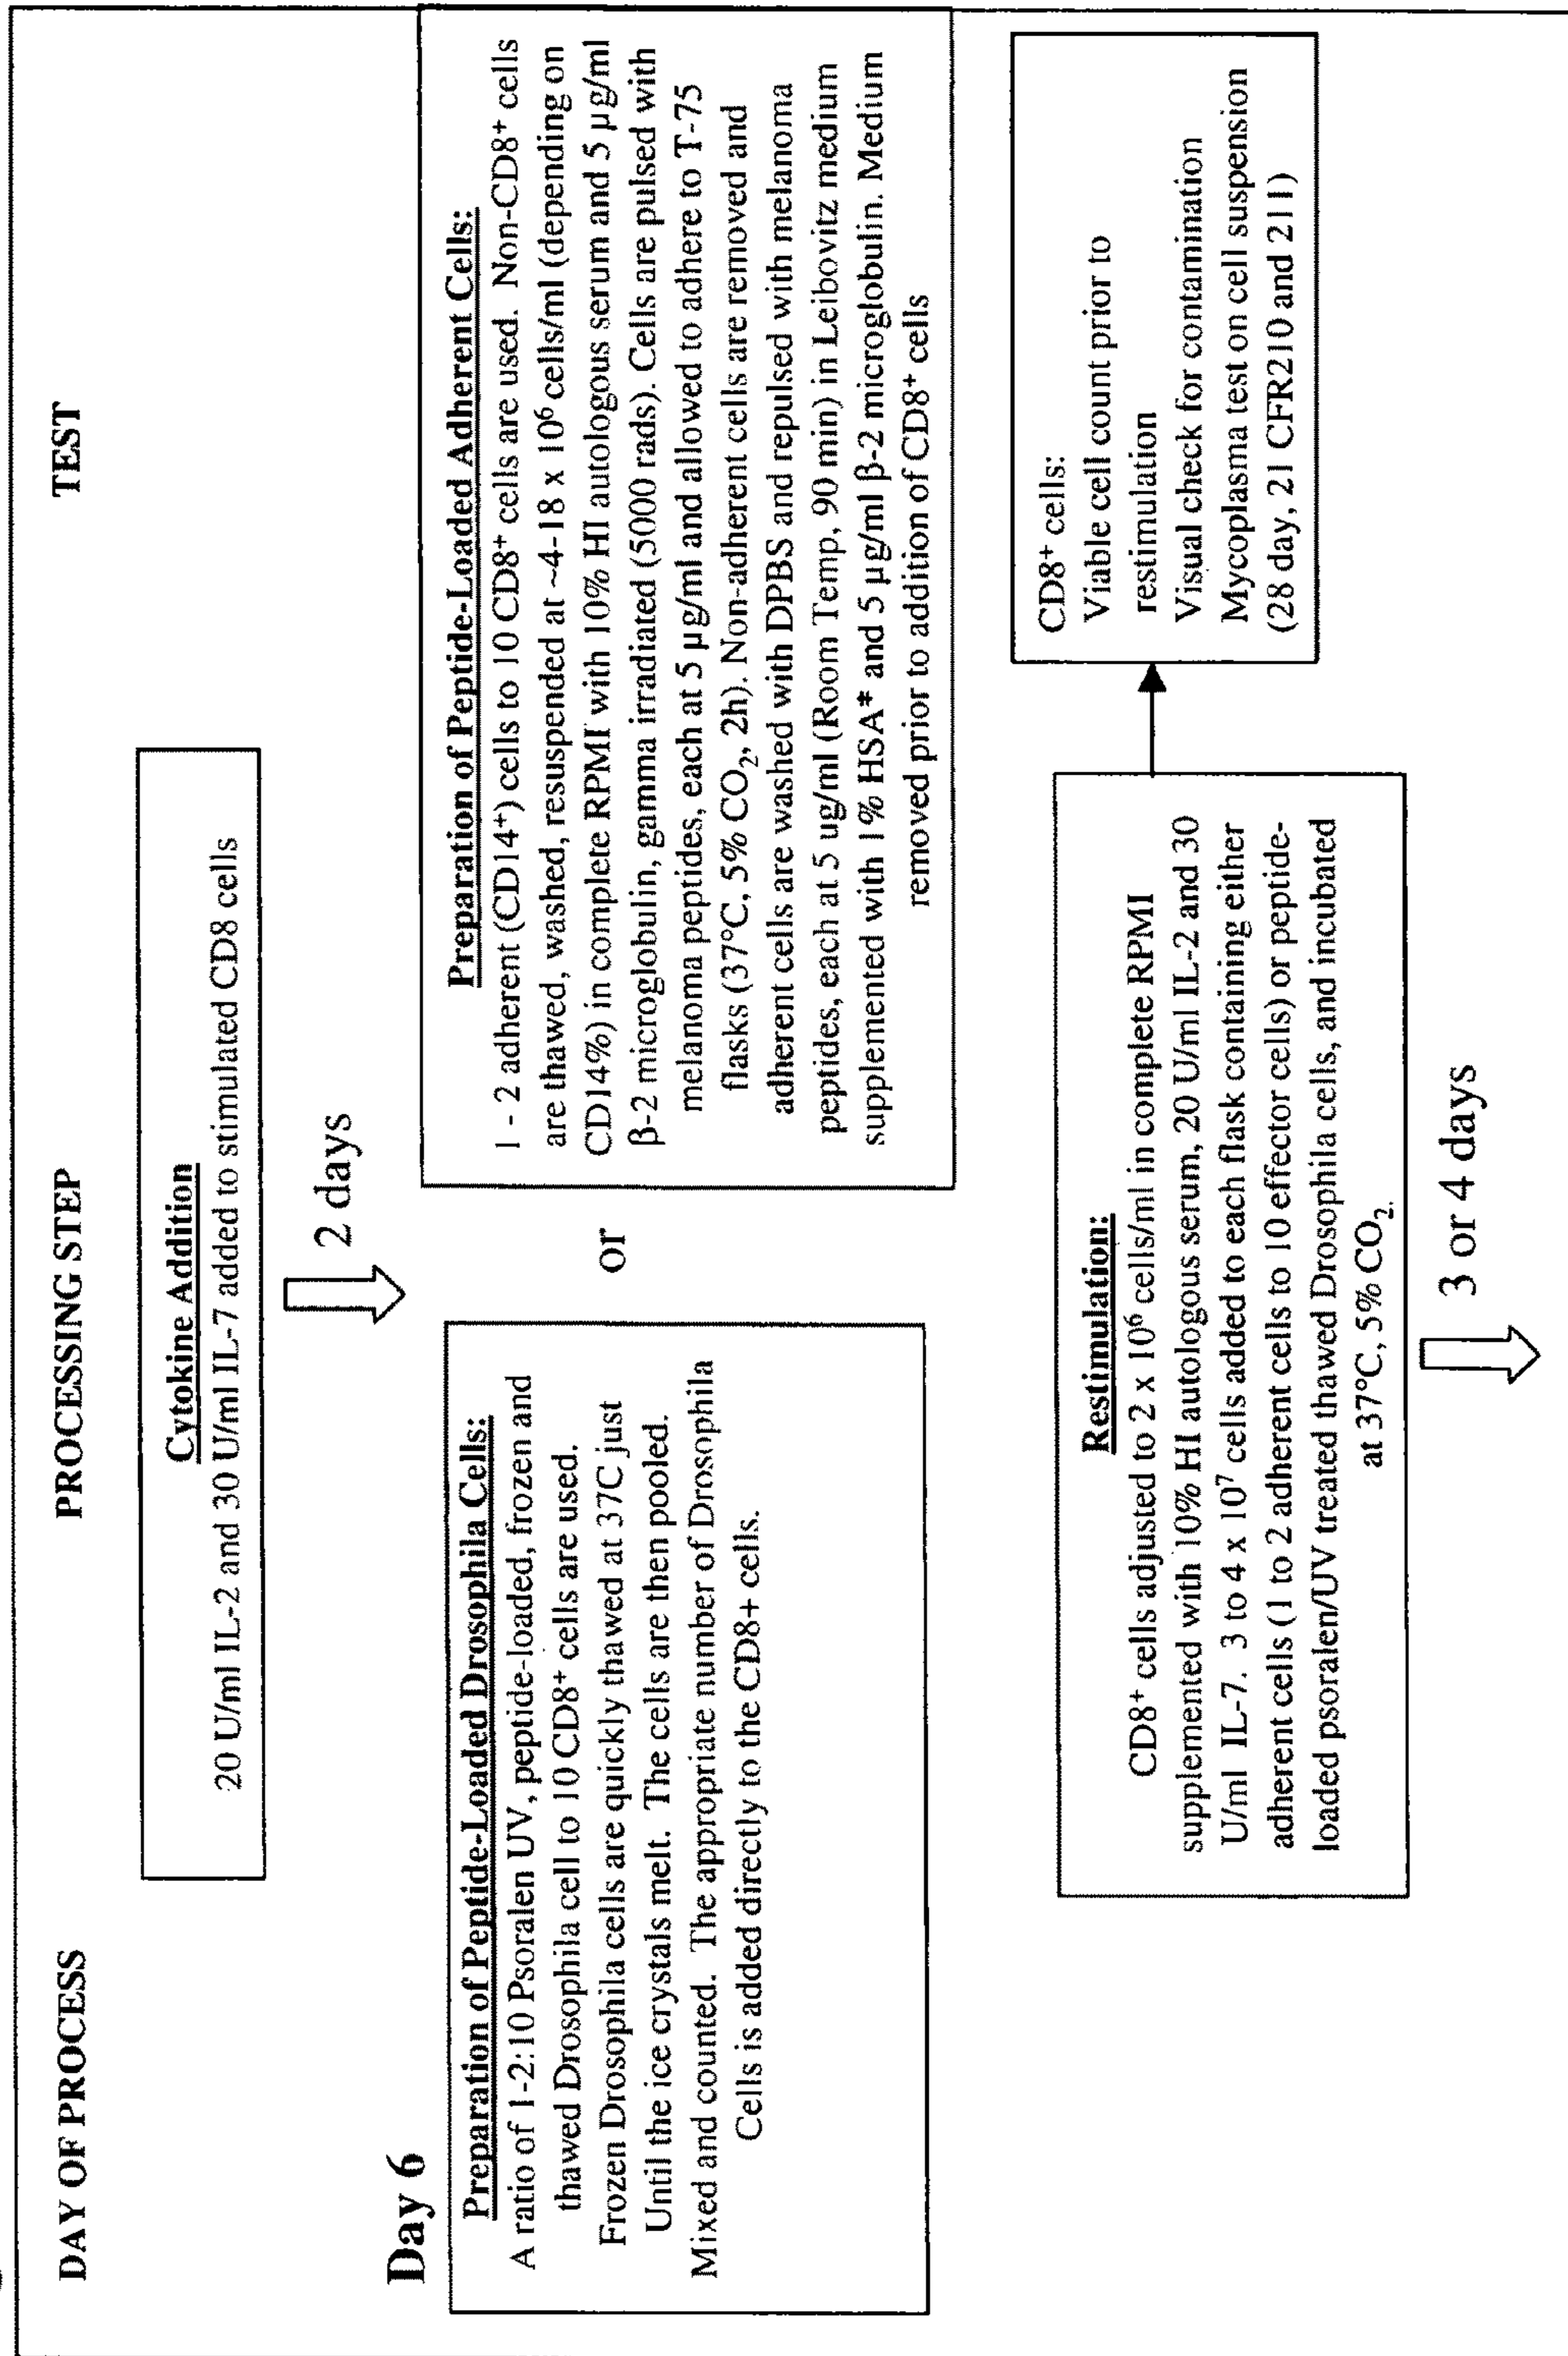 DAY OF PROCESS
PROCESSING STEP
TEST
Cytokine Addition
20 U/ml IL-2 and 30 U/ml IL-7 added to stimulated CD8 cells
2 days
Day 6
Preparation of Peptide-Loaded Drosophila Cells:
A ratio of 1-2:10 Psoralen UV, peptide-loaded, frozen and
thawed Drosophila cell to 10 CD8⁺ cells are used.
Frozen Drosophila cells are quickly thawed at 37C just
Until the ice crystals melt. The cells are then pooled.
Mixed and counted. The appropriate number of Drosophila
Cells is added directly to the CD8+ cells.
or
Preparation of Peptide-Loaded Adherent Cells:
1 - 2 adherent (CD14⁺) cells to 10 CD8⁺ cells are used. Non-CD8⁺ cells
are thawed, washed, resuspended at ~4-18 x 10⁶ cells/ml (depending on
CD14%) in complete RPMI with 10% HI autologous serum and 5 µg/ml
β-2 microglobulin, gamma irradiated (5000 rads). Cells are pulsed with
melanoma peptides, each at 5 µg/ml and allowed to adhere to T-75
flasks (37°C, 5% CO₂, 2h). Non-adherent cells are removed and
adherent cells are washed with DPBS and repulsed with melanoma
peptides, each at 5 ug/ml (Room Temp, 90 min) in Leibovitz medium
supplemented with 1% HSA* and 5 µg/ml β-2 microglobulin. Medium
removed prior to addition of CD8⁺ cells
Restimulation:
CD8⁺ cells adjusted to 2 x 10⁶ cells/ml in complete RPMI
supplemented with 10% HI autologous serum, 20 U/ml IL-2 and 30
U/ml IL-7. 3 to 4 x 10⁷ cells added to each flask containing either
adherent cells (1 to 2 adherent cells to 10 effector cells) or peptide-
loaded psoralen/UV treated thawed Drosophila cells, and incubated
at 37°C, 5% CO₂.
CD8⁺ cells:
Viable cell count prior to
restimulation
Visual check for contamination
Mycoplasma test on cell suspension
(28 day, 21 CFR210 and 211)
3 or 4 days